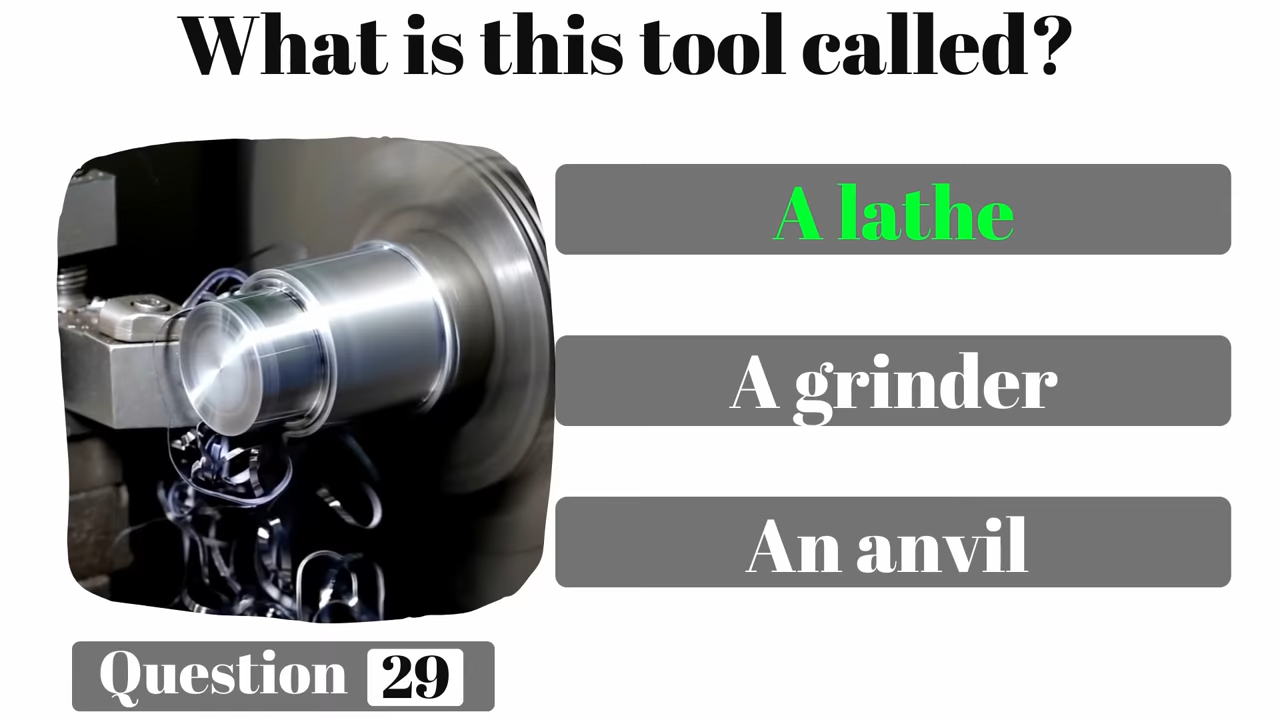 What is this tool called?
A lathe
A grinder
An anvil
Question 29